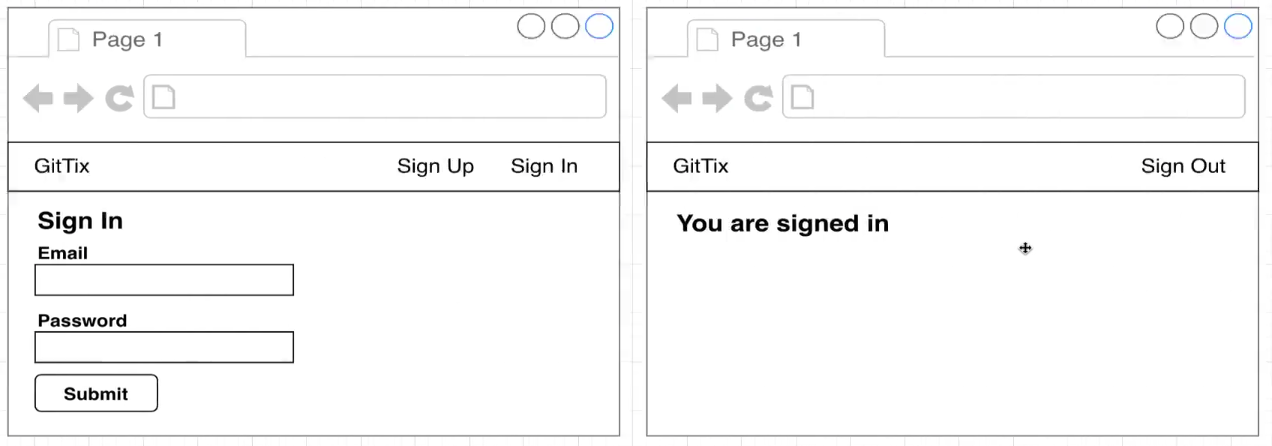 Page 1
GitTix Sign Up Sign In
Sign In
Email
Password
Submit
Page 1
GitTix Sign Out
You are signed in